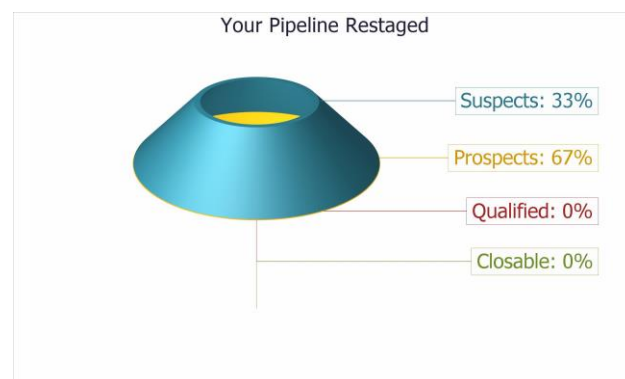 Your Pipeline Restaged
Suspects: 33%
Prospects: 67%
Qualified: 0%
Closable: 0%